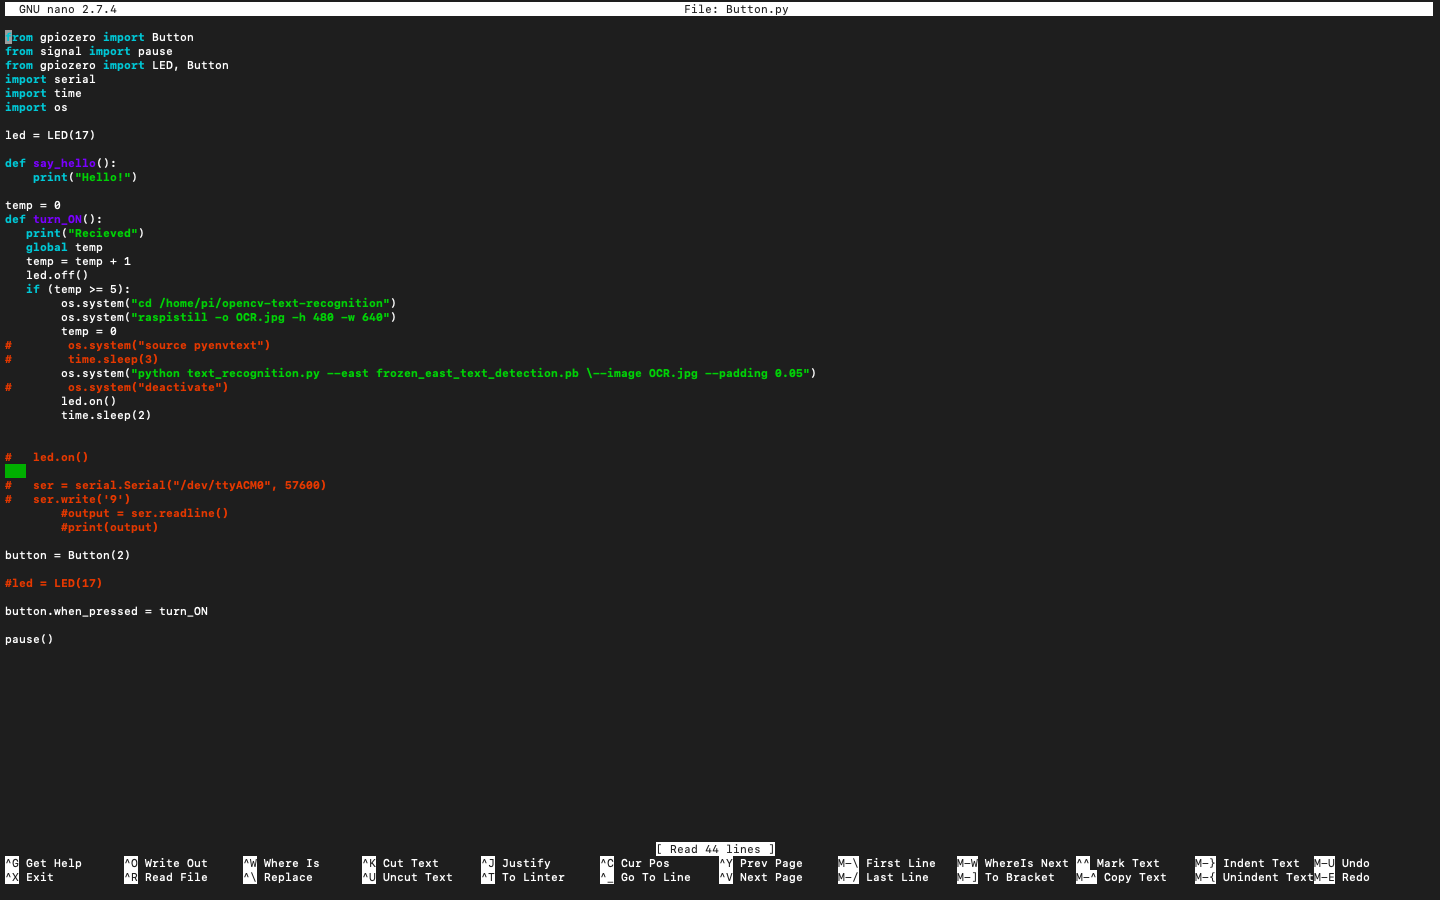 GNU nano 2.7.4 File: Button.py
from gpiozero import Button
from signal import pause
from gpiozero import LED, Button
import serial
import time
import os
led = LED(17)
def say_hello():
    print("Hello!")
temp = 0
def turn_ON():
   print("Recieved")
   global temp
   temp = temp + 1
   led.off()
   if (temp >= 5):
        os.system("cd /home/pi/opencv-text-recognition")
        os.system("raspistill -o OCR.jpg -h 480 -w 640")
        temp = 0
#        os.system("source pyenvtext")
#        time.sleep(3)
        os.system("python text_recognition.py --east frozen_east_text_detection.pb \--image OCR.jpg --padding 0.05")
#        os.system("deactivate")
        led.on()
        time.sleep(2)
#   led.on()
#   ser = serial.Serial("/dev/ttyACM0", 57600)
#   ser.write('9')
        #output = ser.readline()
        #print(output)
button = Button(2)
#led = LED(17)
button.when_pressed = turn_ON
pause()
[ Read 44 lines ]
^G Get Help ^O Write Out ^W Where Is ^K Cut Text ^J Justify ^C Cur Pos ^Y Prev Page M-\ First Line M-W WhereIs Next ^^ Mark Text M-} Indent Text M-U Undo
^X Exit ^R Read File ^\ Replace ^U Uncut Text ^T To Linter ^_ Go To Line ^V Next Page M-/ Last Line M-] To Bracket M-^ Copy Text M-{ Unindent Text M-E Redo